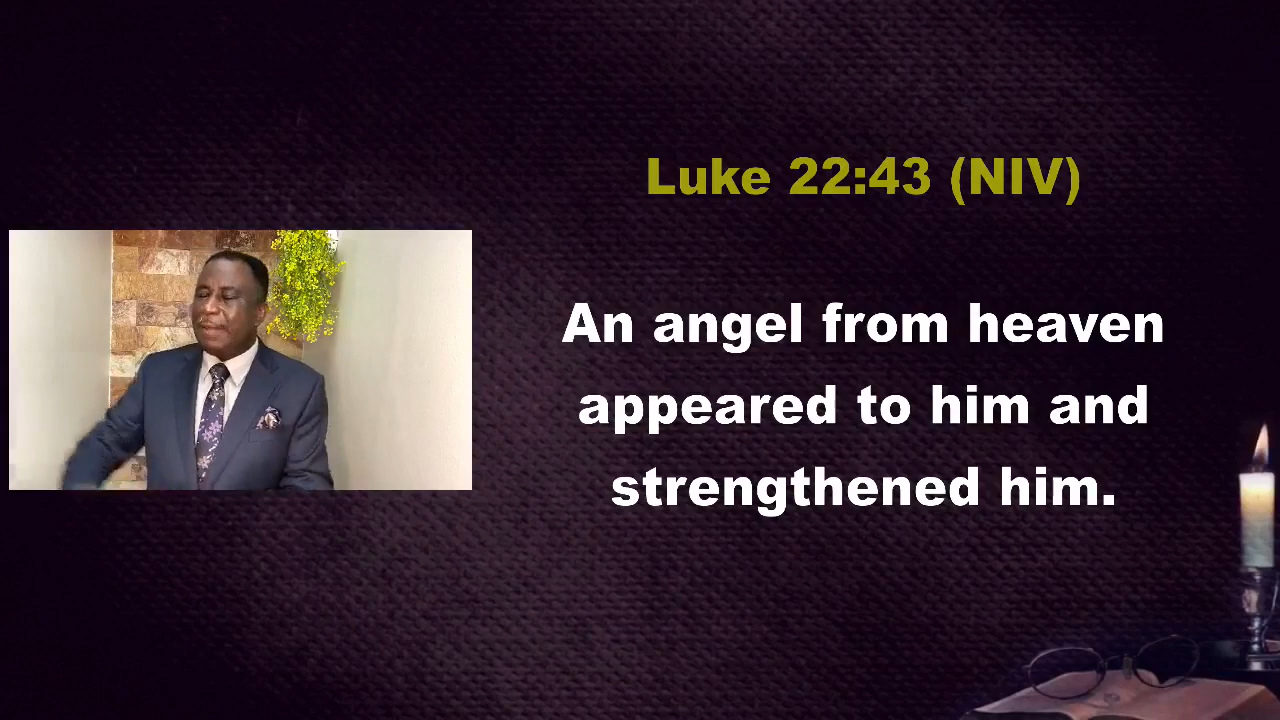 Luke 22:43 (NIV)
An angel from heaven
appeared to him and
strengthened him.